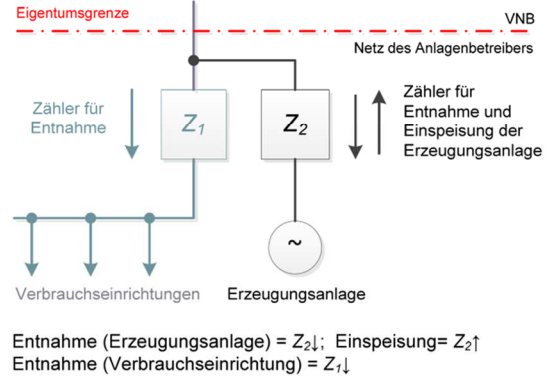 Eigentumsgrenze
VNB
Netz des Anlagenbetreibers
Zähler für
Entnahme
Z1
Z2
Zähler für
Entnahme und
Einspeisung der
Erzeugungsanlage
~
Verbrauchseinrichtungen
Erzeugungsanlage
Entnahme (Erzeugungsanlage) = Z2↓; Einspeisung= Z2↑
Entnahme (Verbrauchseinrichtung) = Z1↓